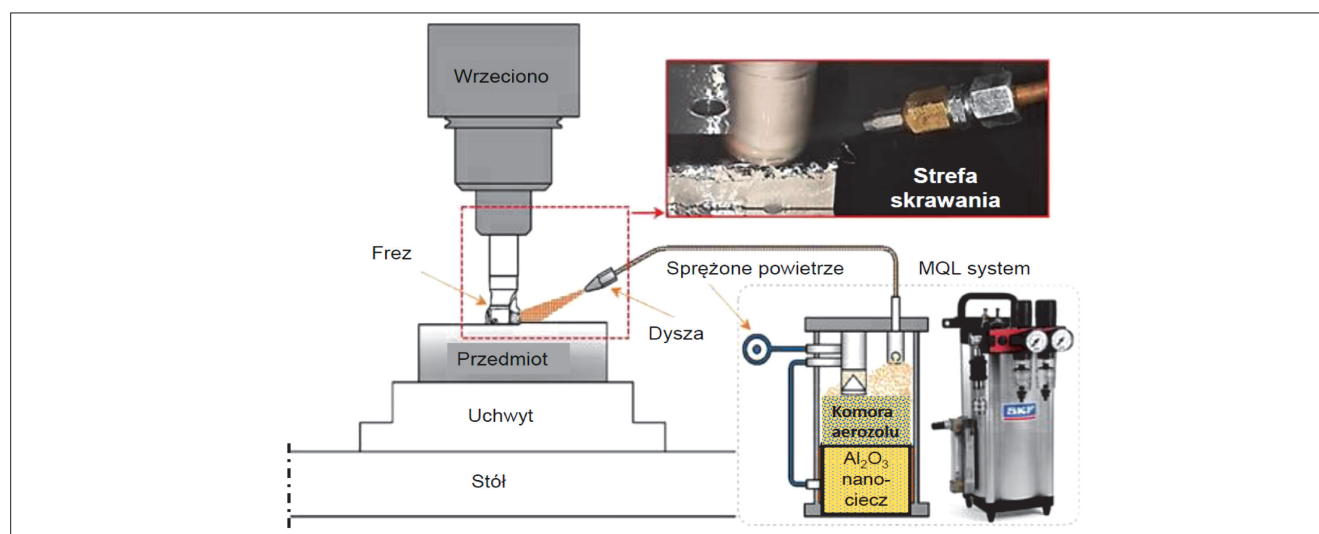 Wrzeciono
Strefa
skrawania
Frez
Sprężone powietrze
MQL system
Dysza
Przedmiot
Uchwyt
Komora
aerozolu
SKF
Al₂O₃
nano-
ciecz
Stół